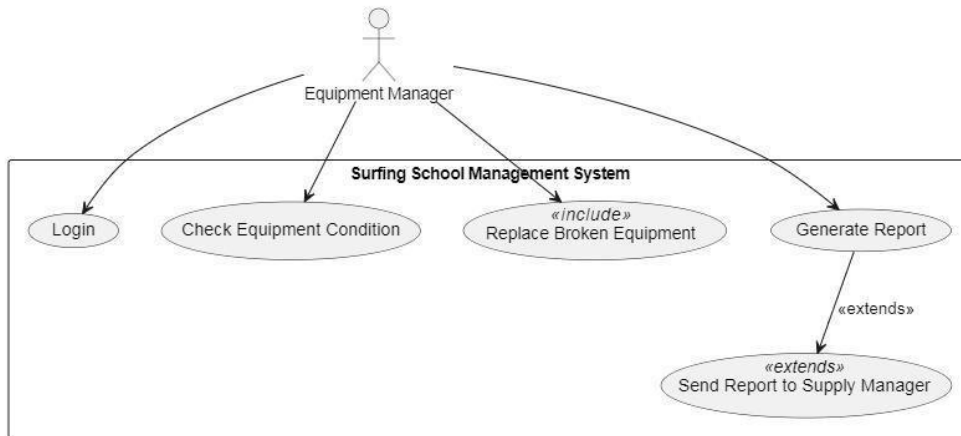 Equipment Manager
Surfing School Management System
Login
Check Equipment Condition
«include»
Replace Broken Equipment
Generate Report
«extends»
«extends»
Send Report to Supply Manager